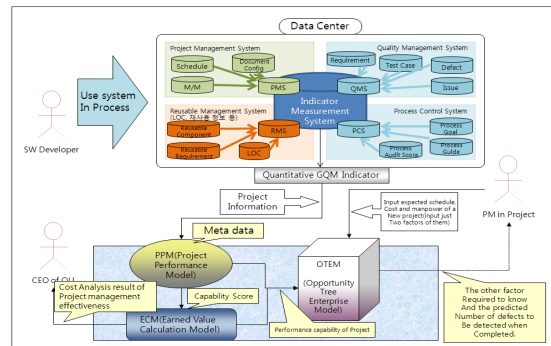 Data Center
Project Management System
Quality Management System
Schedule
Document
Config
M/M
PMS
Requirement
Test Case
Defect
QMS
Issue
Use system
In Process
Indicator
Measurement
System
Reusable Management System
(LOC, 재사용 정보 등)
Process Control System
Reusable
Component
RMS
Reusable
Requirement
LOC
PCS
Process
Goal
Process
Audit Score
Process
Guide
SW Developer
Quantitative GQM Indicator
Project
Information
Input expected schedule,
Cost and manpower of a
New project(input just
Two factors of them)
PM in Project
Meta data
PPM(Project
Performance
Model)
OTEM
(Opportunity
Tree
Enterprise Model)
CEO of OU
Cost Analysis result of
Project management
effectiveness
Capability Score
ECM(Earned Value
Calculation Model)
Performance capability of Project
The other factor
Required to know
And the predicted
Number of defects to
Be detected when
Completed.